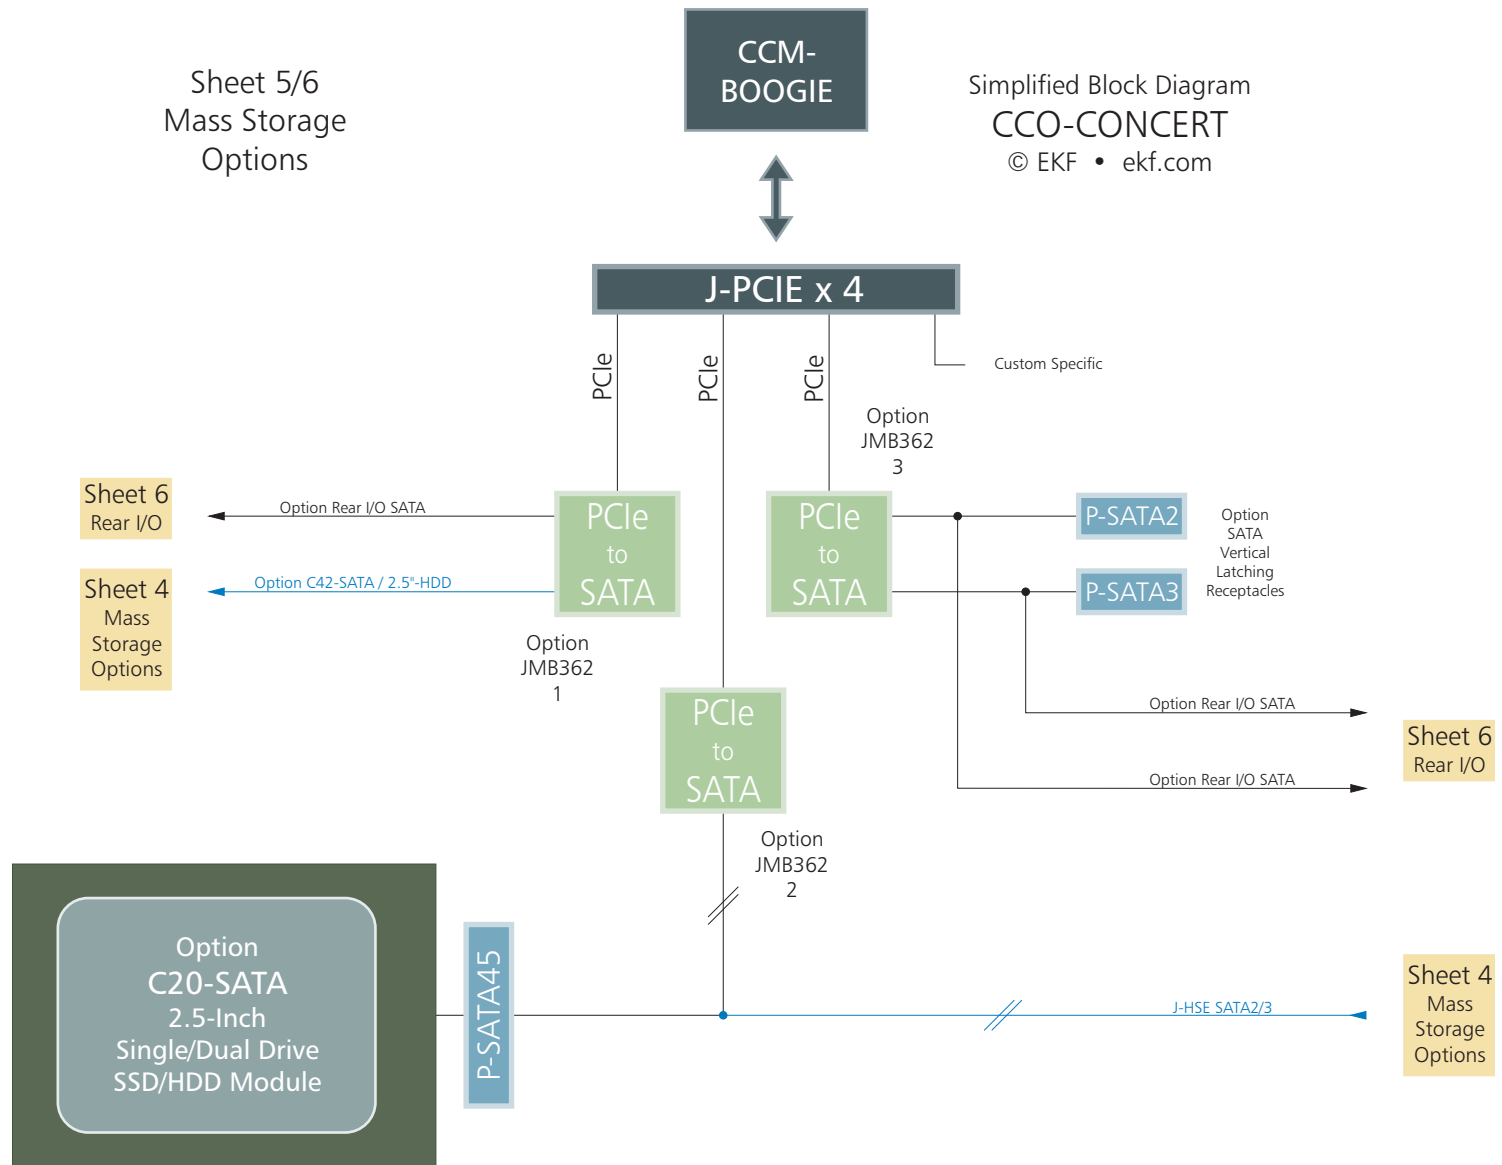 Sheet 5/6
Mass Storage
Options
CCM-
BOOGIE
Simplified Block Diagram
CCO-CONCERT
© EKF • ekf.com
J-PCIE x 4
PCIe
PCIe
PCIe
Custom Specific
Option
JMB362
3
Sheet 6
Rear I/O
Option Rear I/O SATA
PCIe
to
SATA
PCIe
to
SATA
P-SATA2
Option
SATA
Vertical
Latching
Receptacles
P-SATA3
Sheet 4
Mass
Storage
Options
Option C42-SATA / 2.5"-HDD
Option
JMB362
1
PCIe
to
SATA
Option Rear I/O SATA
Option Rear I/O SATA
Sheet 6
Rear I/O
Option
JMB362
2
Option
C20-SATA
2.5-Inch
Single/Dual Drive
SSD/HDD Module
P-SATA45
J-HSE SATA2/3
Sheet 4
Mass
Storage
Options